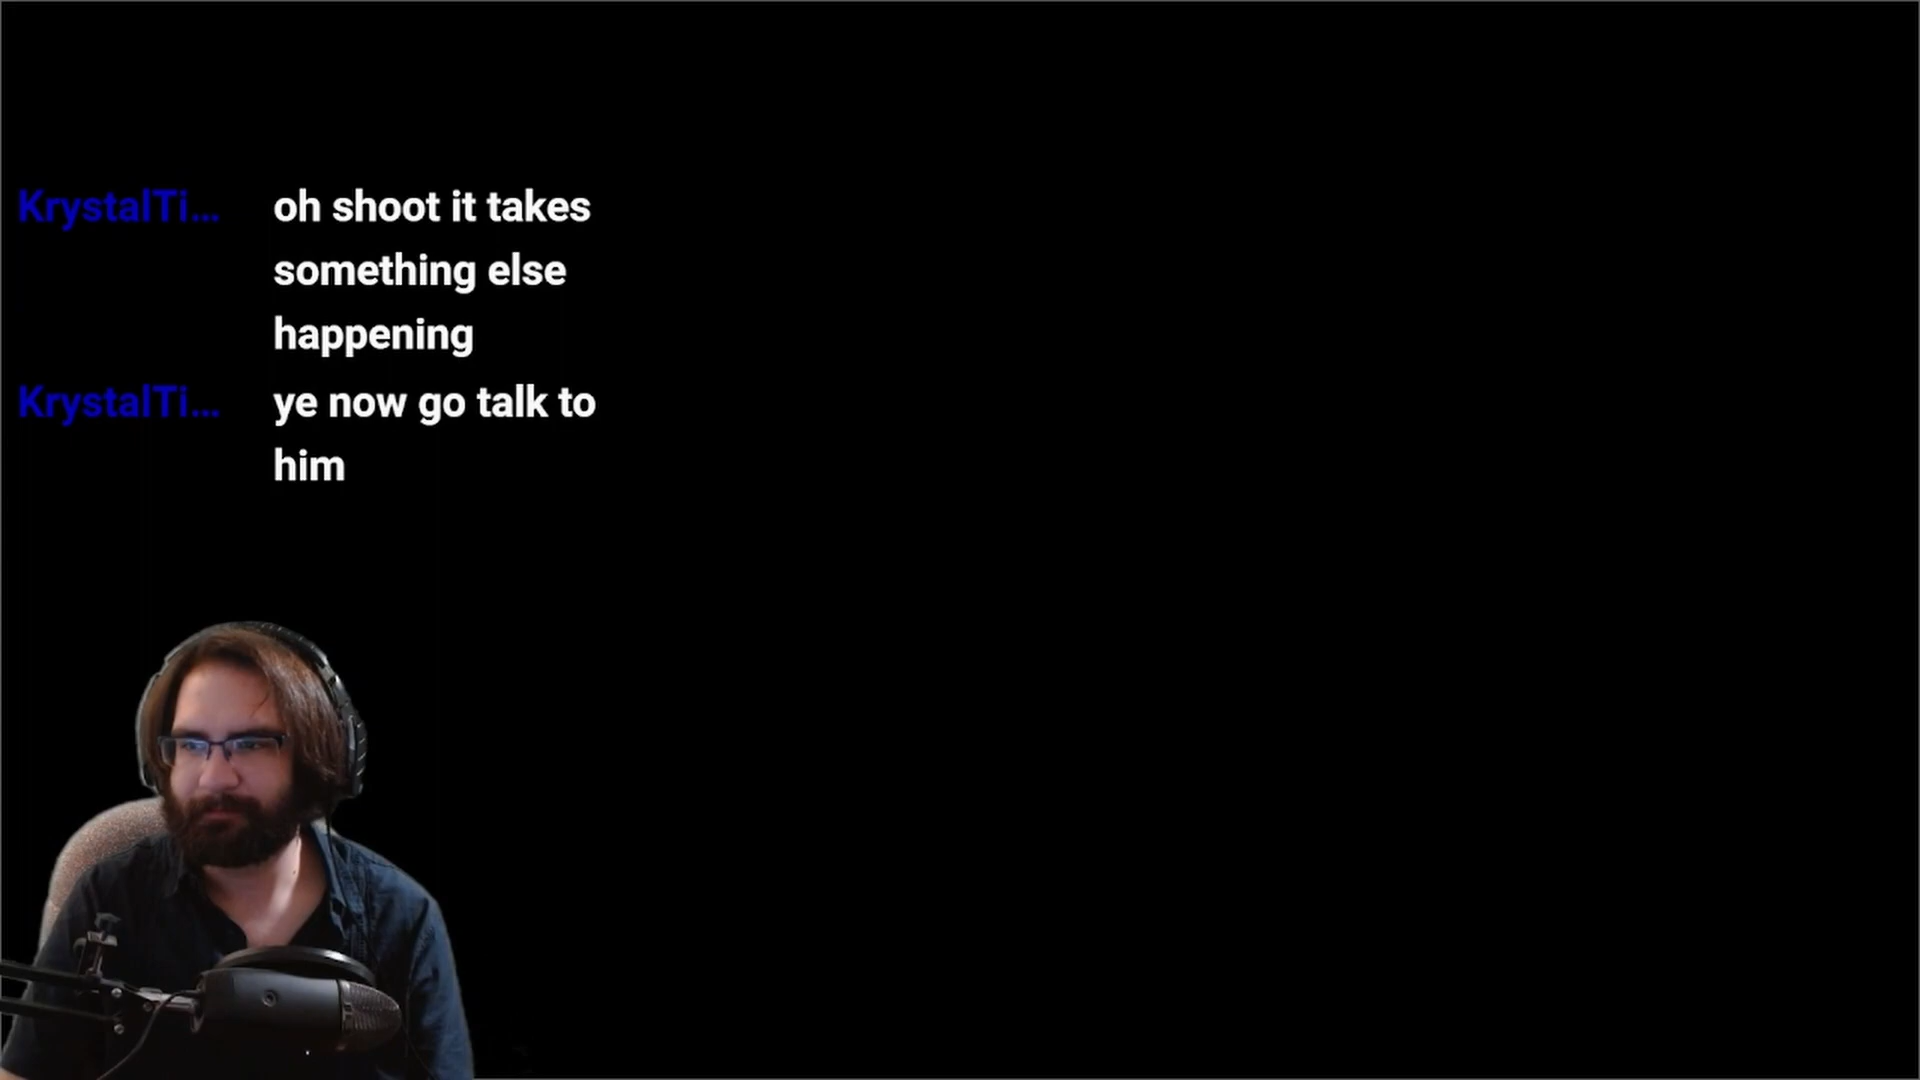 KrystalTi... oh shoot it takes
something else
happening
KrystalTi... ye now go talk to
him